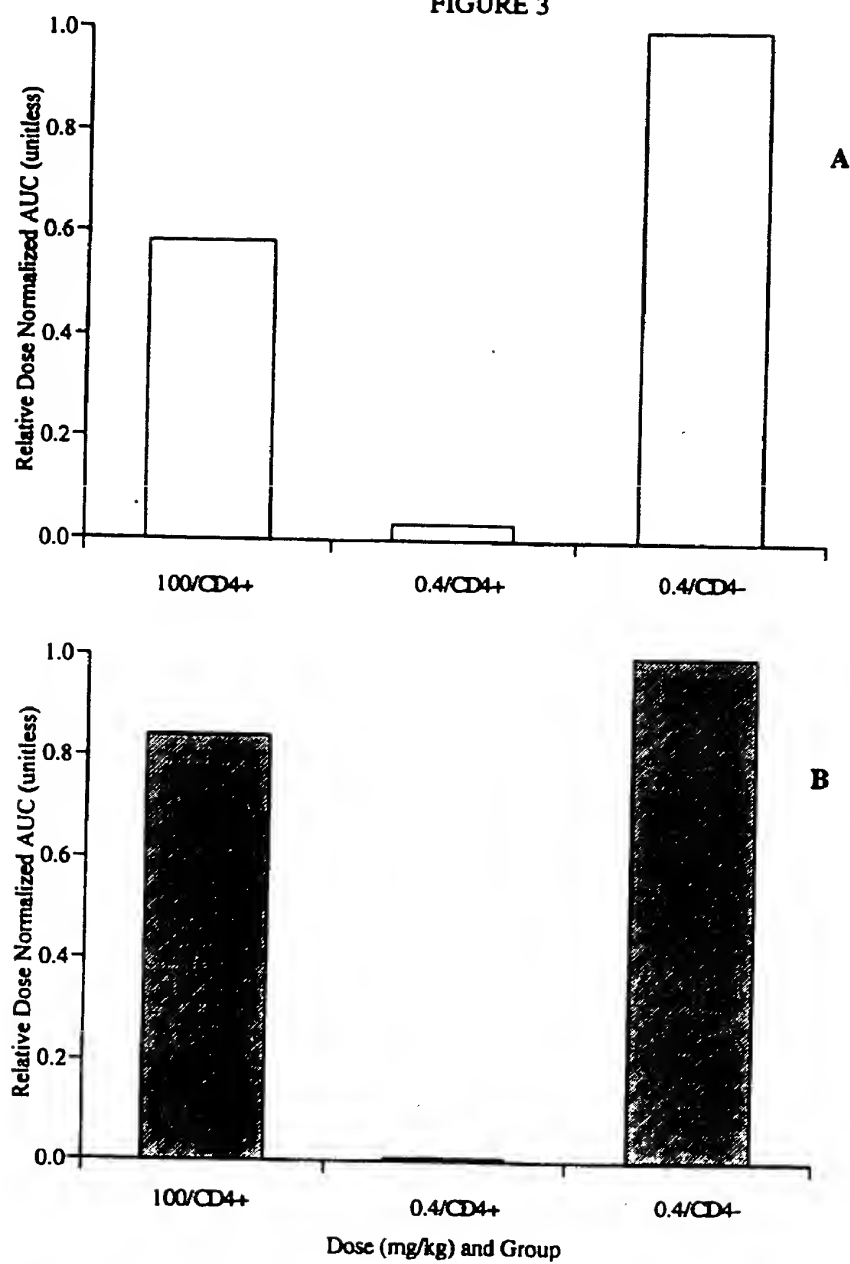 FIGURE 3
Relative Dose Normalized AUC (unitless)
1.0
0.8
0.6
0.4
0.2
0.0
100/CD4+ 0.4/CD4+ 0.4/CD4-
A
Relative Dose Normalized AUC (unitless)
1.0
0.8
0.6
0.4
0.2
0.0
100/CD4+ 0.4/CD4+ 0.4/CD4-
B
Dose (mg/kg) and Group